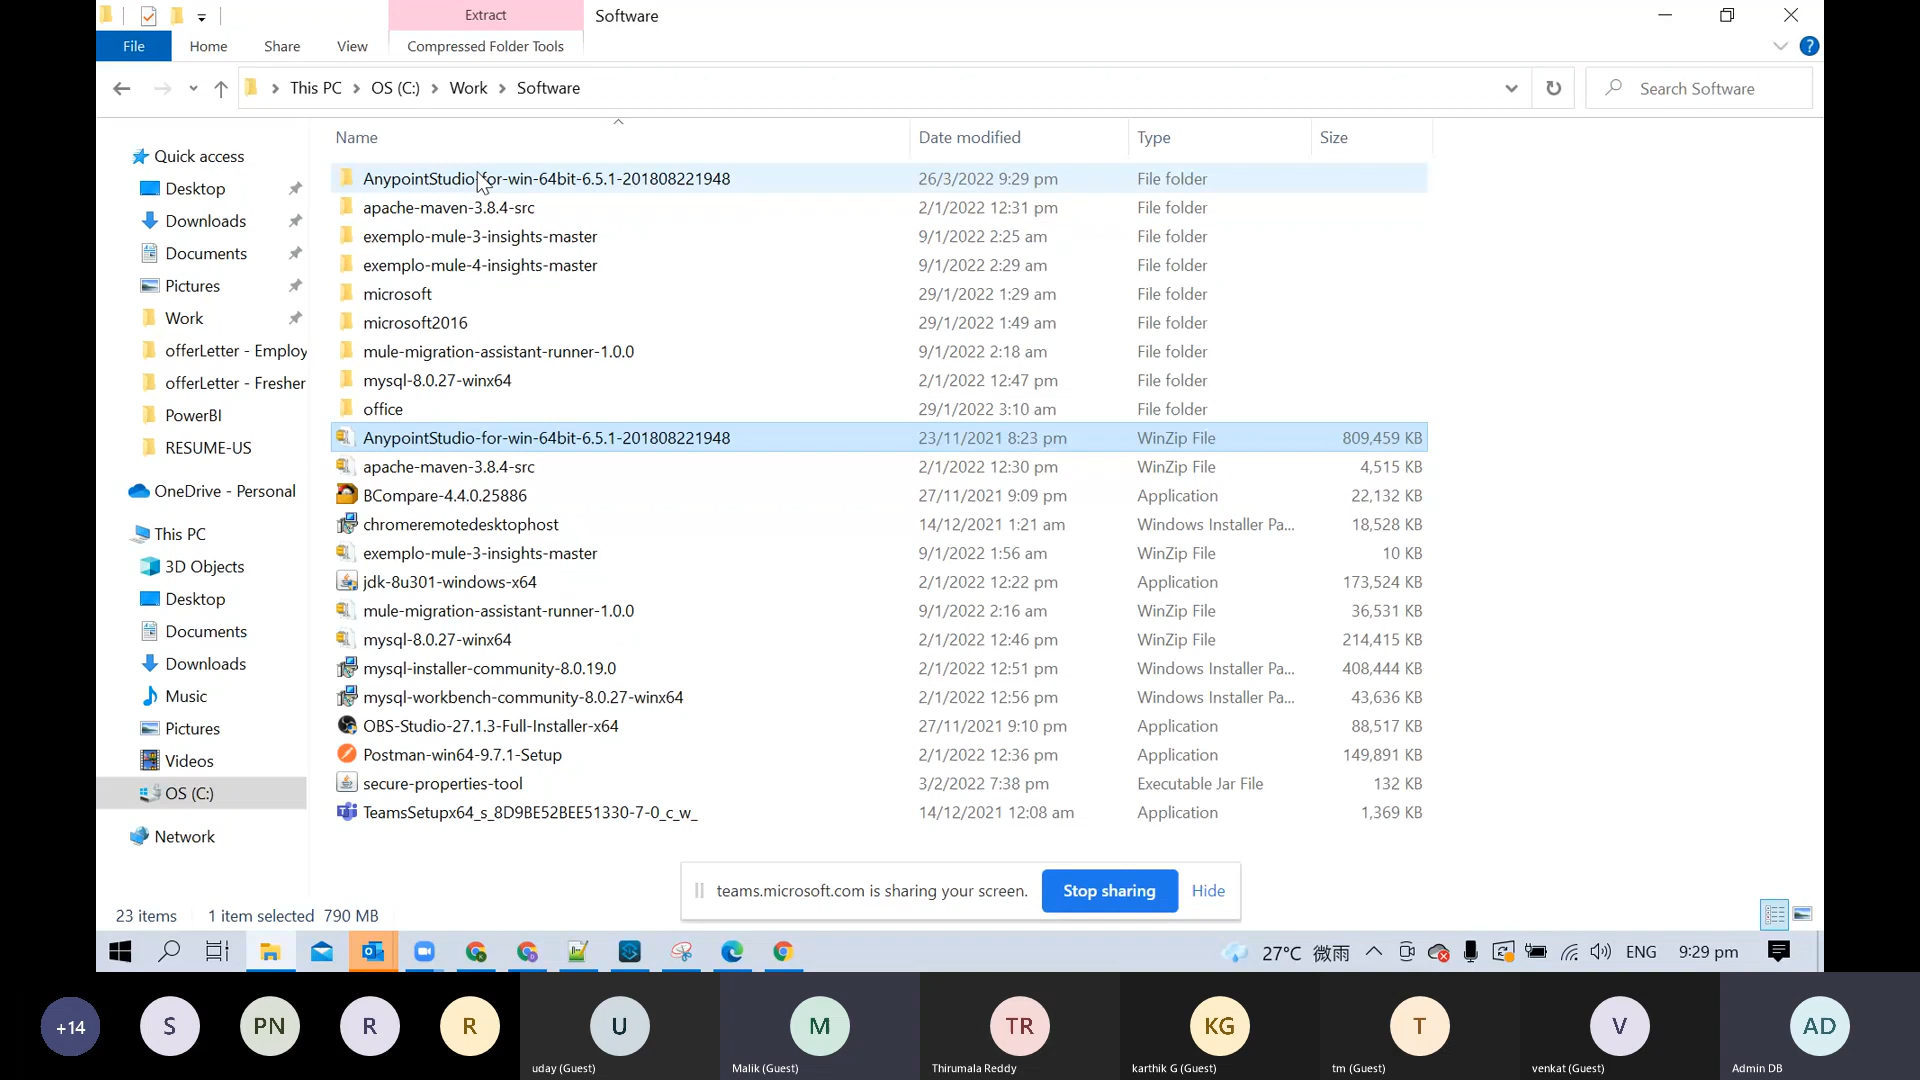 Extract
Software
File
Home
Share
View
Compressed Folder Tools
?
This PC
OS (C:)
Work
Software
Search Software
Name
Date modified
Type
Size
Quick access
Desktop
Downloads
Documents
Pictures
Work
offerLetter - Employ
offerLetter - Fresher
PowerBI
RESUME-US
OneDrive - Personal
This PC
3D Objects
Desktop
Documents
Downloads
Music
Pictures
Videos
OS (C:)
Network
AnypointStudio-for-win-64bit-6.5.1-201808221948 26/3/2022 9:29 pm File folder
apache-maven-3.8.4-src 2/1/2022 12:31 pm File folder
exemplo-mule-3-insights-master 9/1/2022 2:25 am File folder
exemplo-mule-4-insights-master 9/1/2022 2:29 am File folder
microsoft 29/1/2022 1:29 am File folder
microsoft2016 29/1/2022 1:49 am File folder
mule-migration-assistant-runner-1.0.0 9/1/2022 2:18 am File folder
mysql-8.0.27-winx64 2/1/2022 12:47 pm File folder
office 29/1/2022 3:10 am File folder
AnypointStudio-for-win-64bit-6.5.1-201808221948 23/11/2021 8:23 pm WinZip File 809,459 KB
apache-maven-3.8.4-src 2/1/2022 12:30 pm WinZip File 4,515 KB
BCompare-4.4.0.25886 27/11/2021 9:09 pm Application 22,132 KB
chromeremotedesktophost 14/12/2021 1:21 am Windows Installer Pa... 18,528 KB
exemplo-mule-3-insights-master 9/1/2022 1:56 am WinZip File 10 KB
jdk-8u301-windows-x64 2/1/2022 12:22 pm Application 173,524 KB
mule-migration-assistant-runner-1.0.0 9/1/2022 2:16 am WinZip File 36,531 KB
mysql-8.0.27-winx64 2/1/2022 12:46 pm WinZip File 214,415 KB
mysql-installer-community-8.0.19.0 2/1/2022 12:51 pm Windows Installer Pa... 408,444 KB
mysql-workbench-community-8.0.27-winx64 2/1/2022 12:56 pm Windows Installer Pa... 43,636 KB
OBS-Studio-27.1.3-Full-Installer-x64 27/11/2021 9:10 pm Application 88,517 KB
Postman-win64-9.7.1-Setup 2/1/2022 12:36 pm Application 149,891 KB
secure-properties-tool 3/2/2022 7:38 pm Executable Jar File 132 KB
TeamsSetupx64_s_8D9BE52BEE51330-7-0_c_w_ 14/12/2021 12:08 am Application 1,369 KB
teams.microsoft.com is sharing your screen.
Stop sharing
Hide
23 items 1 item selected 790 MB
27°C 微雨
ENG
9:29 pm
+14
S
PN
R
R
U
M
TR
KG
T
V
AD
uday (Guest)
Malik (Guest)
Thirumala Reddy
karthik G (Guest)
tm (Guest)
venkat (Guest)
Admin DB